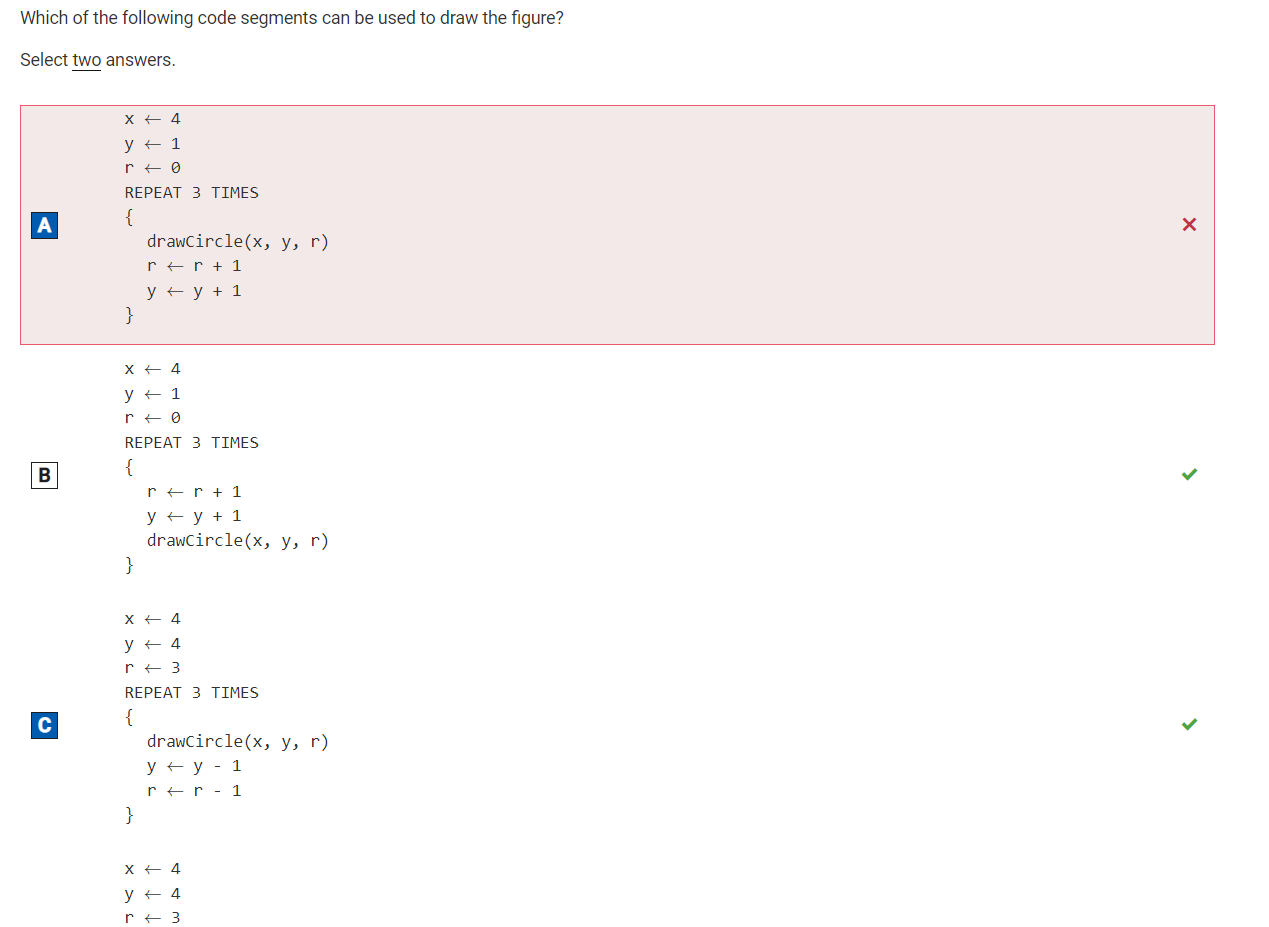 Which of the following code segments can be used to draw the figure?
Select two answers.
x ← 4
y ← 1
r ← 0
REPEAT 3 TIMES
{
drawCircle(x, y, r)
r ← r + 1
y ← y + 1
}
A
x ← 4
y ← 1
r ← 0
REPEAT 3 TIMES
{
r ← r + 1
y ← y + 1
drawCircle(x, y, r)
}
B
x ← 4
y ← 4
r ← 3
REPEAT 3 TIMES
{
drawCircle(x, y, r)
y ← y - 1
r ← r - 1
}
C
x ← 4
y ← 4
r ← 3